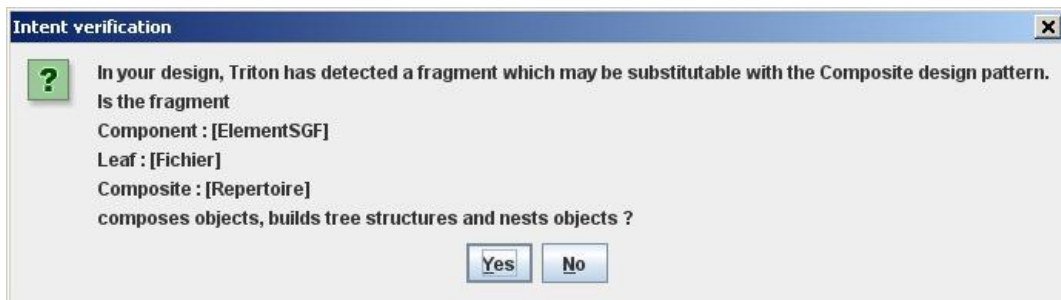 Intent verification
In your design, Triton has detected a fragment which may be substitutable with the Composite design pattern.
Is the fragment
Component : [ElementSGF]
Leaf : [Fichier]
Composite : [Repertoire]
composes objects, builds tree structures and nests objects ?
Yes No